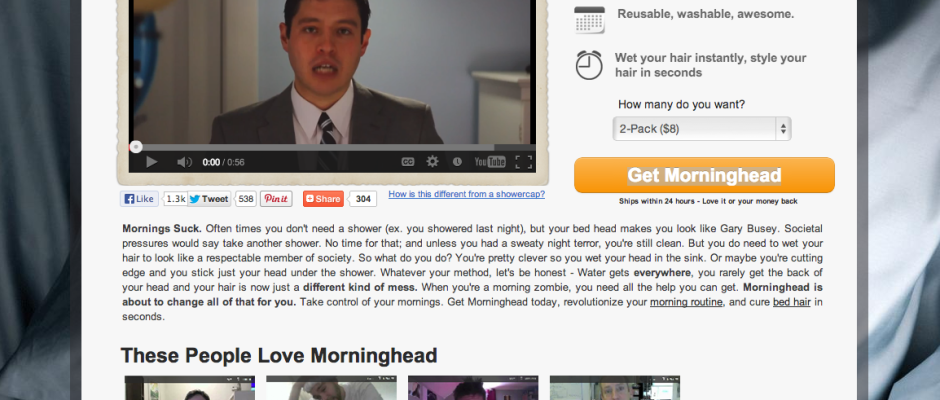 Reusable, washable, awesome.
Wet your hair instantly, style your
hair in seconds
How many do you want?
2-Pack ($8)
0:00 / 0:56
CC
YouTube
Get Morninghead
Ships within 24 hours - Love it or your money back
Like 1.3k Tweet 538 Pin it Share 304
How is this different from a showercap?
Mornings Suck. Often times you don't need a shower (ex. you showered last night), but your bed head makes you look like Gary Busey. Societal
pressures would say take another shower. No time for that; and unless you had a sweaty night terror, you're still clean. But you do need to wet your
hair to look like a respectable member of society. So what do you do? You're pretty clever so you wet your head in the sink. Or maybe you're cutting
edge and you stick just your head under the shower. Whatever your method, let's be honest - Water gets everywhere, you rarely get the back of
your head and your hair is now just a different kind of mess. When you're a morning zombie, you need all the help you can get. Morninghead is
about to change all of that for you. Take control of your mornings. Get Morninghead today, revolutionize your morning routine, and cure bed hair in
seconds.
These People Love Morninghead